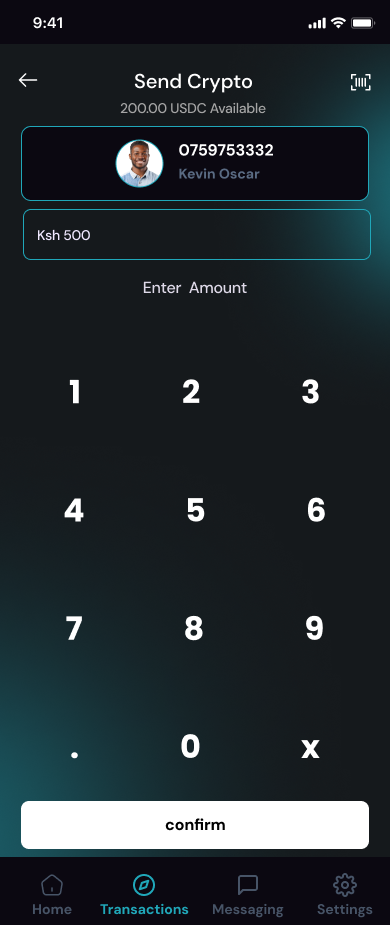 9:41
Send Crypto
200.00 USDC Available
0759753332
Kevin Oscar
Ksh 500
Enter Amount
1 2 3
4 5 6
7 8 9
. 0 x
confirm
Home Transactions Messaging Settings